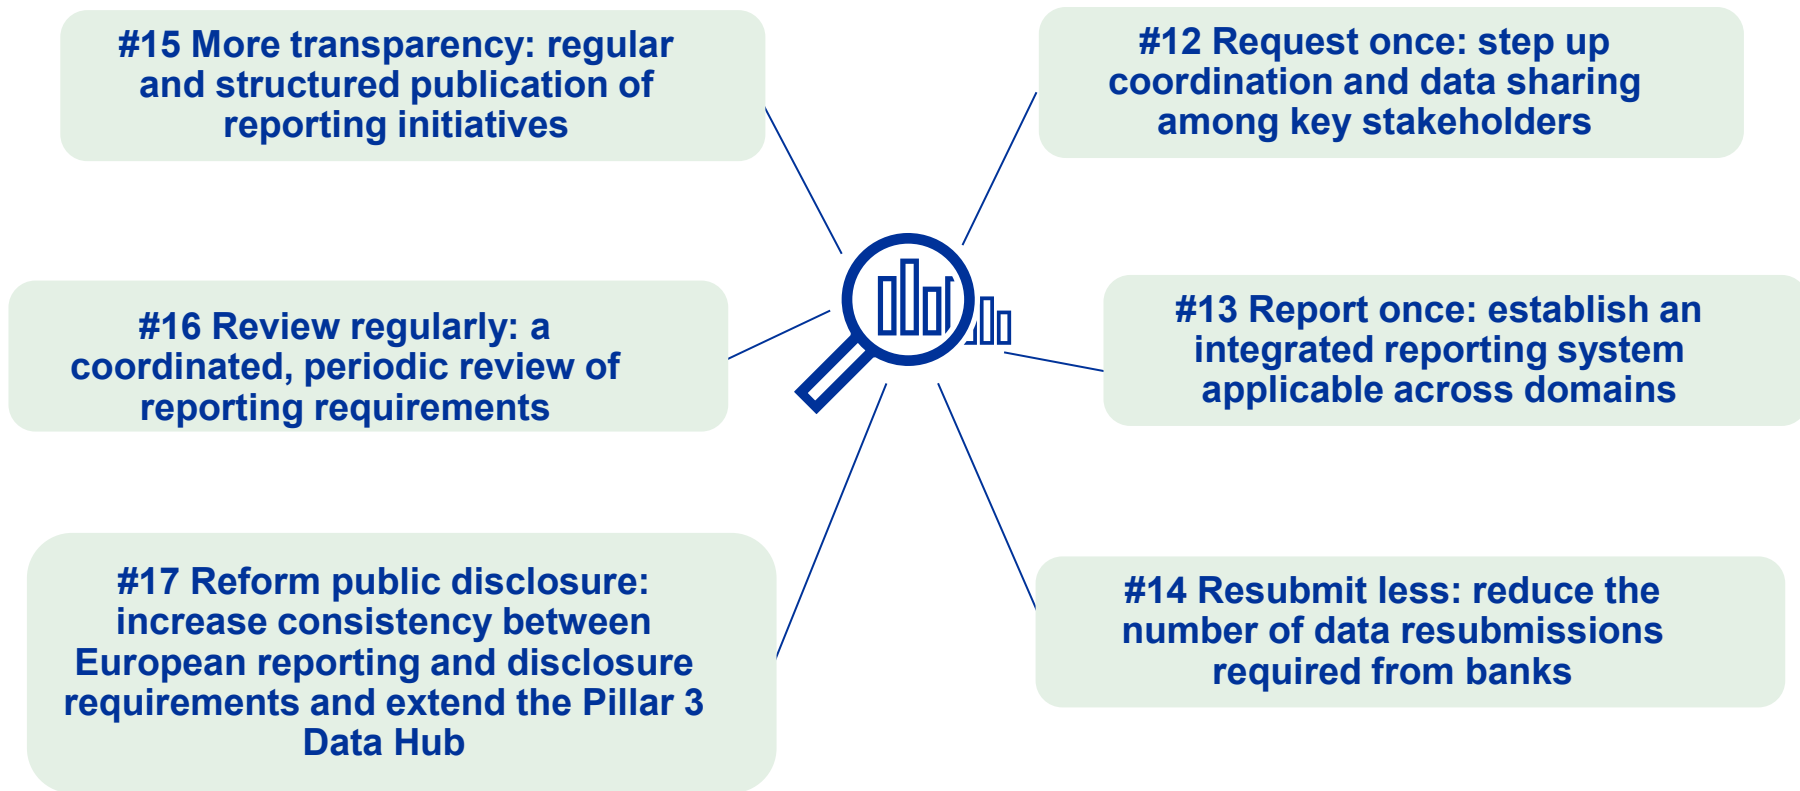 #15 More transparency: regular
and structured publication of
reporting initiatives
#12 Request once: step up
coordination and data sharing
among key stakeholders
#16 Review regularly: a
coordinated, periodic review of
reporting requirements
#13 Report once: establish an
integrated reporting system
applicable across domains
#17 Reform public disclosure:
increase consistency between
European reporting and disclosure
requirements and extend the Pillar 3
Data Hub
#14 Resubmit less: reduce the
number of data resubmissions
required from banks